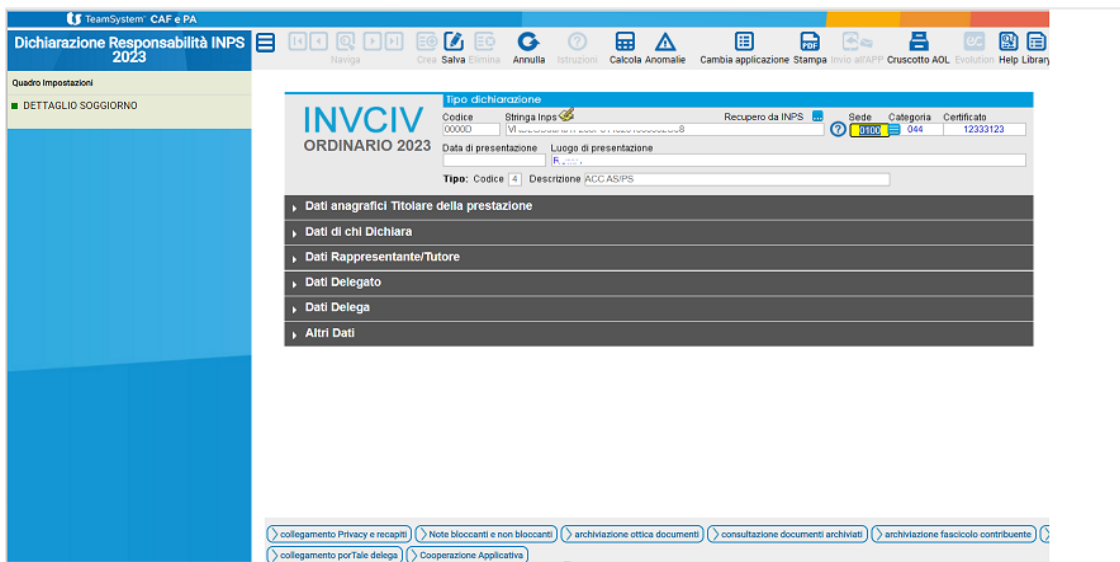 TeamSystem® CAF e PA
Dichiarazione Responsabilità INPS
2023
Naviga Crea Salva Elimina Annulla Istruzioni Calcola Anomalie Cambia applicazione Stampa Invio all'APP Cruscotto AOL Evolution Help Library
Quadro Impostazioni
DETTAGLIO SOGGIORNO
INVCIV
ORDINARIO 2023
Tipo dichiarazione
Codice Stringa Inps Recupero da INPS Sede Categoria Certificato
0000D 0100 044 12333123
Data di presentazione Luogo di presentazione
Tipo: Codice 4 Descrizione ACC AS/PS
Dati anagrafici Titolare della prestazione
Dati di chi Dichiara
Dati Rappresentante/Tutore
Dati Delegato
Dati Delega
Altri Dati
collegamento Privacy e recapiti Note bloccanti e non bloccanti archiviazione ottica documenti consultazione documenti archiviati archiviazione fascicolo contribuente
collegamento porTale delega Cooperazione Applicativa